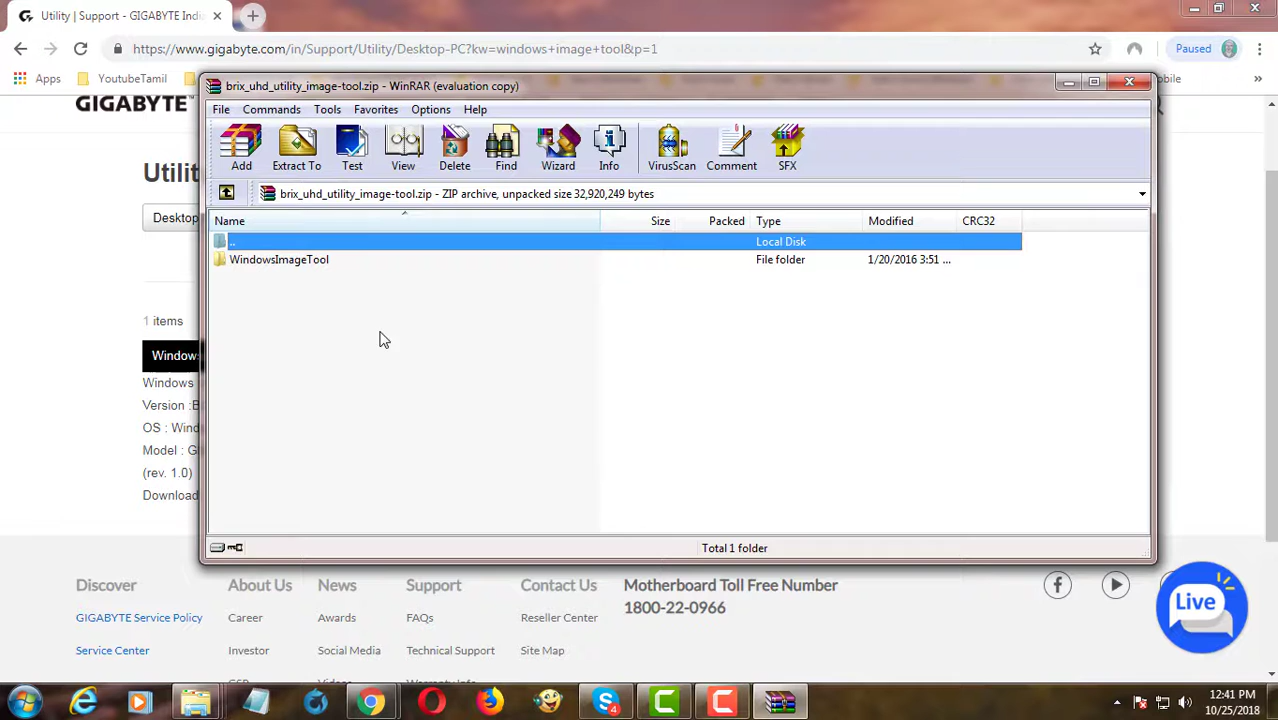 Utility | Support - GIGABYTE Indi
https://www.gigabyte.com/in/Support/Utility/Desktop-PC?kw=windows+image+tool&p=1
Paused
Apps
YoutubeTamil
obile
»
GIGABYTE™
Utili
Desktop
1 items
Windows
Windows
Version :B
OS : Wind
Model : G
(rev. 1.0)
Download
brix_uhd_utility_image-tool.zip - WinRAR (evaluation copy)
File Commands Tools Favorites Options Help
Add Extract To Test View Delete Find Wizard Info VirusScan Comment SFX
brix_uhd_utility_image-tool.zip - ZIP archive, unpacked size 32,920,249 bytes
Name Size Packed Type Modified CRC32
.. Local Disk
WindowsImageTool File folder 1/20/2016 3:51 ...
Total 1 folder
Discover About Us News Support Contact Us Motherboard Toll Free Number
1800-22-0966
GIGABYTE Service Policy Career Awards FAQs Reseller Center
Service Center Investor Social Media Technical Support Site Map
Live
4
12:41 PM
10/25/2018